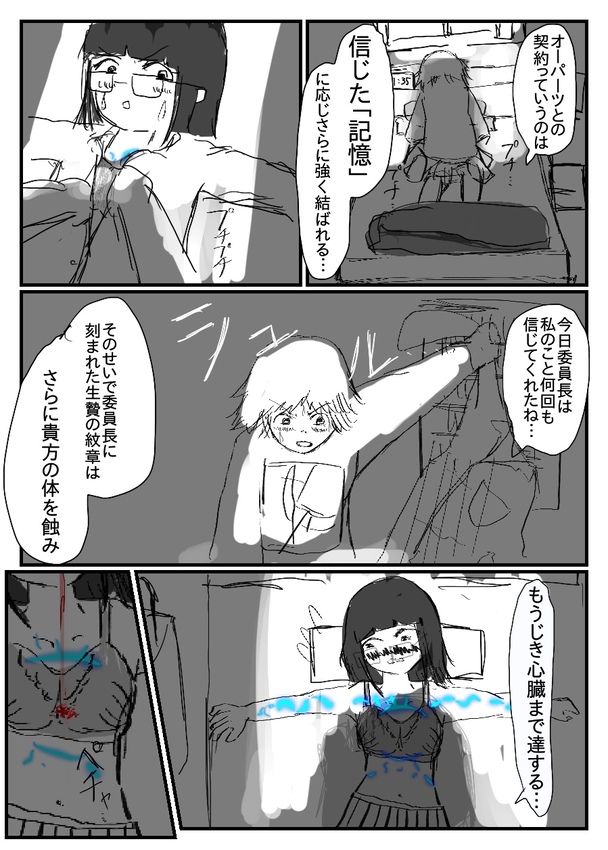 オーパーツとの
契約っていうのは
信じた「記憶」
に応じさらに強く結ばれる…
1:35
プチプチ
今日委員長は
私のこと何回も
信じてくれたね…
そのせいで委員長に
刻まれた生贄の紋章は
さらに貴方の体を蝕み
もうじき心臓まで達する…